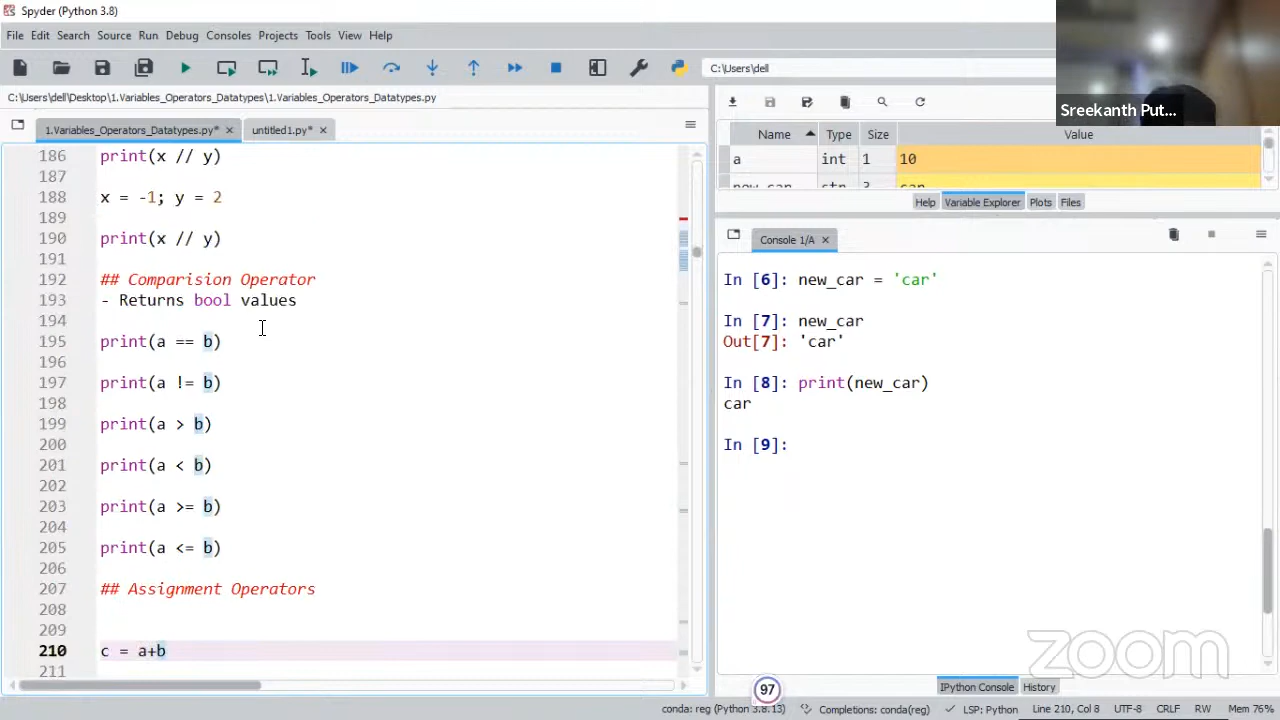 Spyder (Python 3.8)
File Edit Search Source Run Debug Consoles Projects Tools View Help
C:\Users\dell
C:\Users\dell\Desktop\1.Variables_Operators_Datatypes\1.Variables_Operators_Datatypes.py
1.Variables_Operators_Datatypes.py* untitled1.py*
186 print(x // y)
187
188 x = -1; y = 2
189
190 print(x // y)
191
192 ## Comparision Operator
193 - Returns bool values
194
195 print(a == b)
196
197 print(a != b)
198
199 print(a > b)
200
201 print(a < b)
202
203 print(a >= b)
204
205 print(a <= b)
206
207 ## Assignment Operators
208
209
210 c = a+b
211
Sreekanth Put...
Name Type Size Value
a int 1 10
new_car str 3 car
Help Variable Explorer Plots Files
Console 1/A
In [6]: new_car = 'car'
In [7]: new_car
Out[7]: 'car'
In [8]: print(new_car)
car
In [9]:
zoom
97
IPython Console History
conda: reg (Python 3.8.13) Completions: conda(reg) LSP: Python Line 210, Col 8 UTF-8 CRLF RW Mem 76%